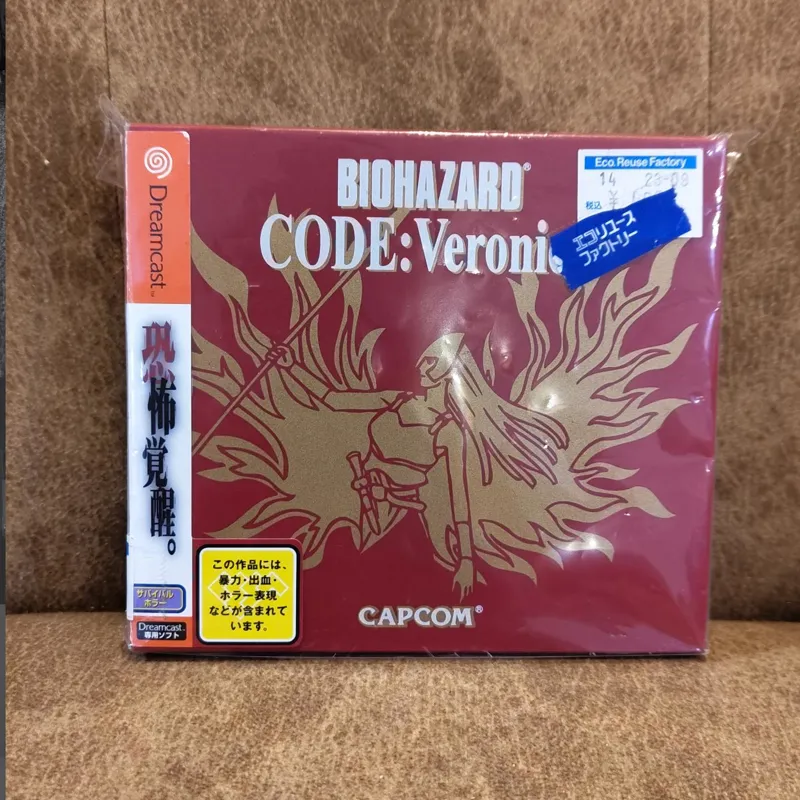 Dreamcast™
恐怖覚醒。
サバイバル
ホラー
Dreamcast
専用ソフト
BIOHAZARD®
CODE:Veronic
Eco Reuse Factory
14 23-09
税込 ¥
エコリユース
ファクトリー
この作品には、
暴力・出血・
ホラー表現
などが含まれて
います。
CAPCOM®